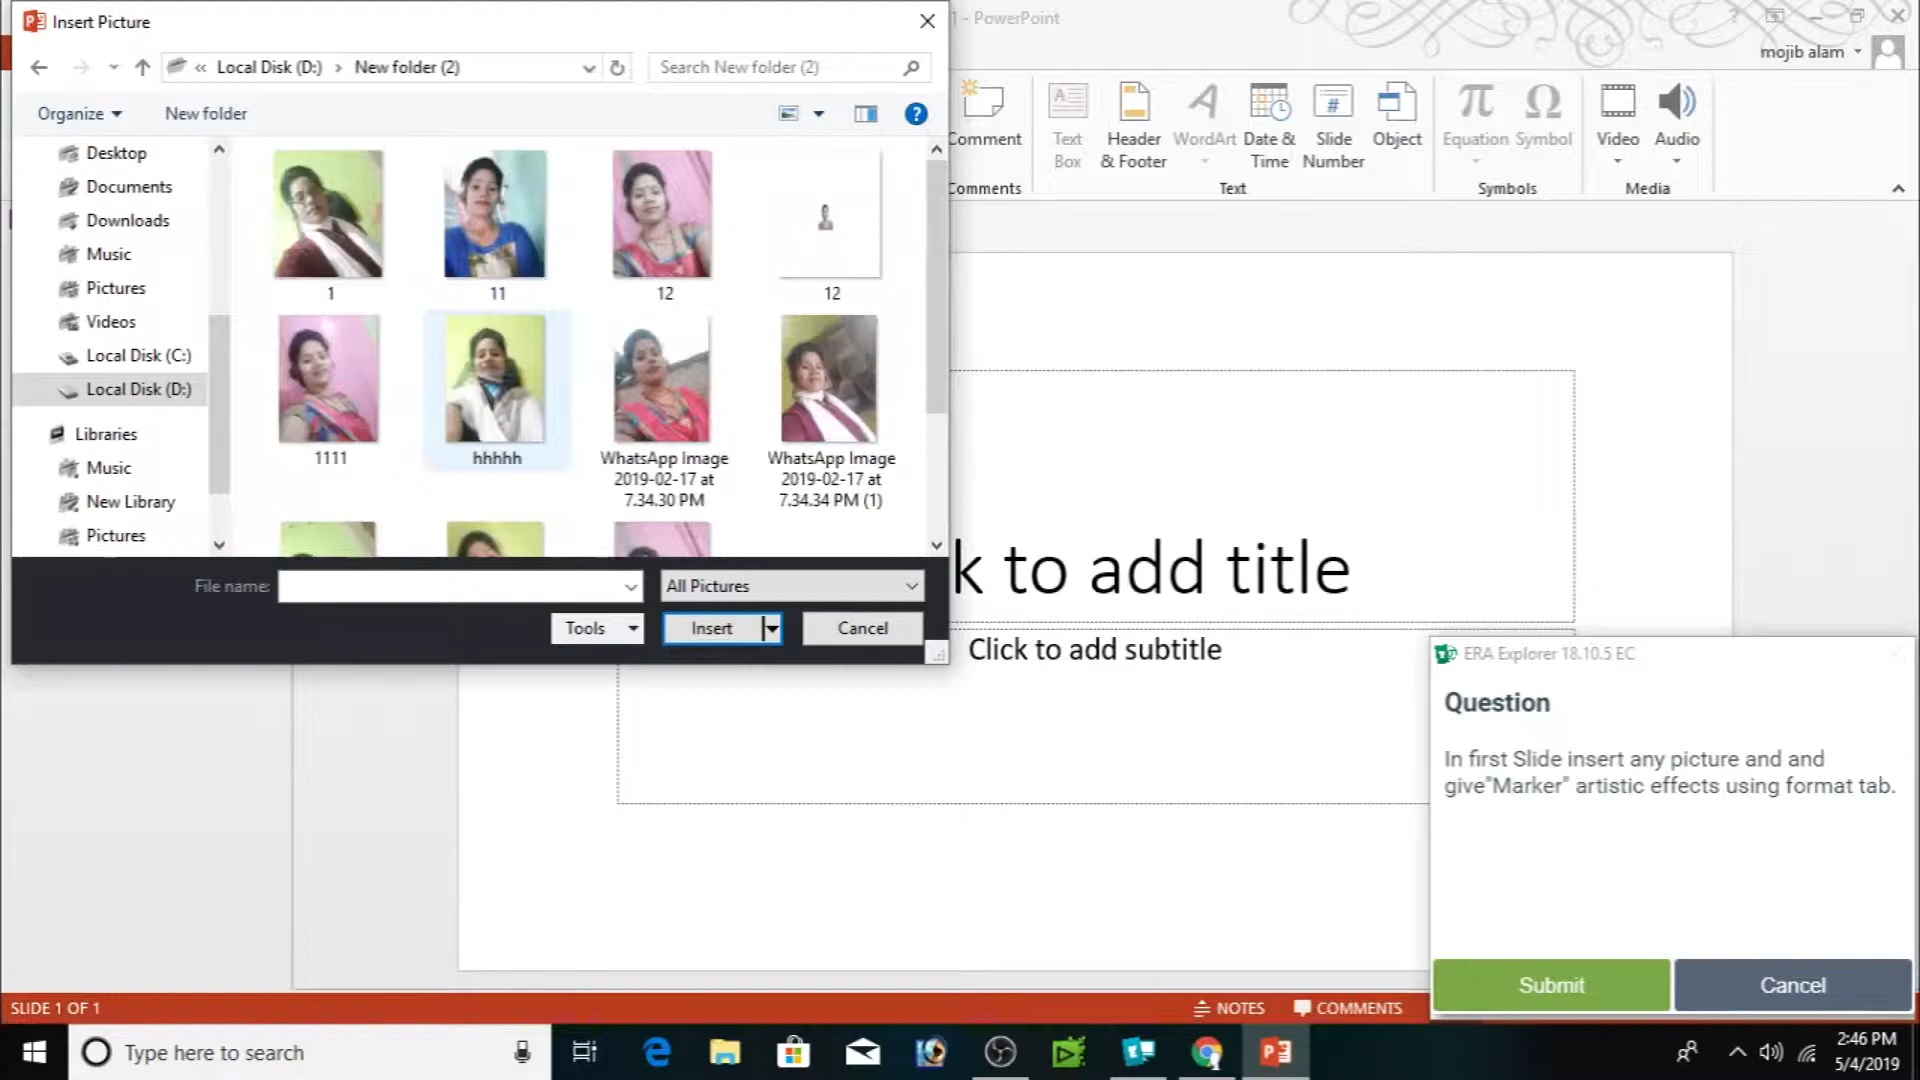 Insert Picture
1 - PowerPoint
mojib alam
« Local Disk (D:) > New folder (2)
Search New folder (2)
Organize
New folder
Comment
Text Box
Header & Footer
WordArt
Date & Time
Slide Number
Object
Equation
Symbol
Video
Audio
Comments
Text
Symbols
Media
Desktop
Documents
Downloads
Music
Pictures
Videos
Local Disk (C:)
Local Disk (D:)
Libraries
Music
New Library
Pictures
1
11
12
12
1111
hhhhh
WhatsApp Image
2019-02-17 at
7.34.30 PM
WhatsApp Image
2019-02-17 at
7.34.34 PM (1)
File name:
All Pictures
Tools
Insert
Cancel
k to add title
Click to add subtitle
ERA Explorer 18.10.5 EC
Question
In first Slide insert any picture and and
give"Marker" artistic effects using format tab.
Submit
Cancel
SLIDE 1 OF 1
NOTES
COMMENTS
Type here to search
2:46 PM
5/4/2019